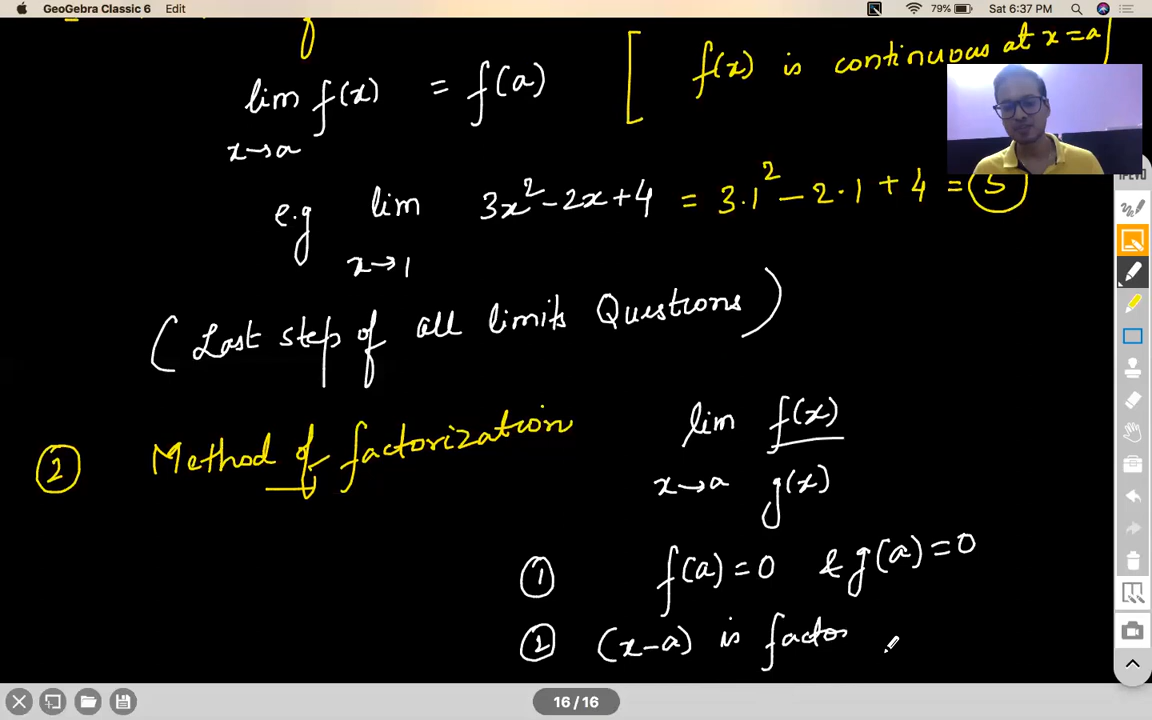 GeoGebra Classic 6 Edit 79% Sat 6:37 PM
f(x) is continuous at x=a
lim f(x) = f(a)
x→a
e.g lim 3x²-2x+4 = 3.1² - 2.1 + 4 = 5
x→1
(Last step of all limits Questions)
② Method of factorization
lim f(x)
x→a g(x)
① f(a)=0 & g(a)=0
② (x-a) is factor
16/16